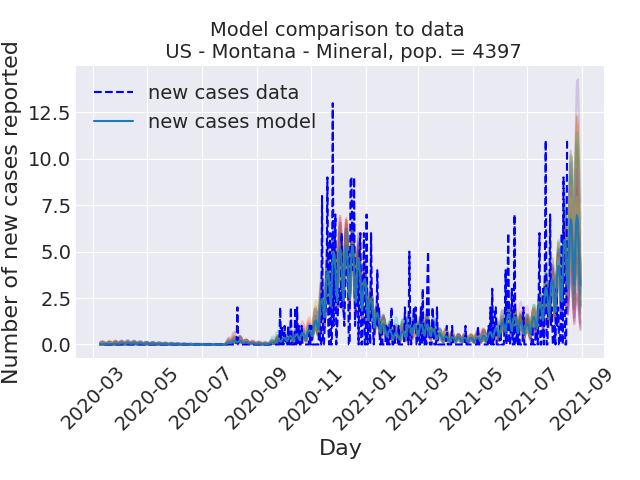 Model comparison to data
US - Montana - Mineral, pop. = 4397
Number of new cases reported
12.5
10.0
7.5
5.0
2.5
0.0
new cases data
new cases model
2020-03
2020-05
2020-07
2020-09
2020-11
2021-01
2021-03
2021-05
2021-07
2021-09
Day